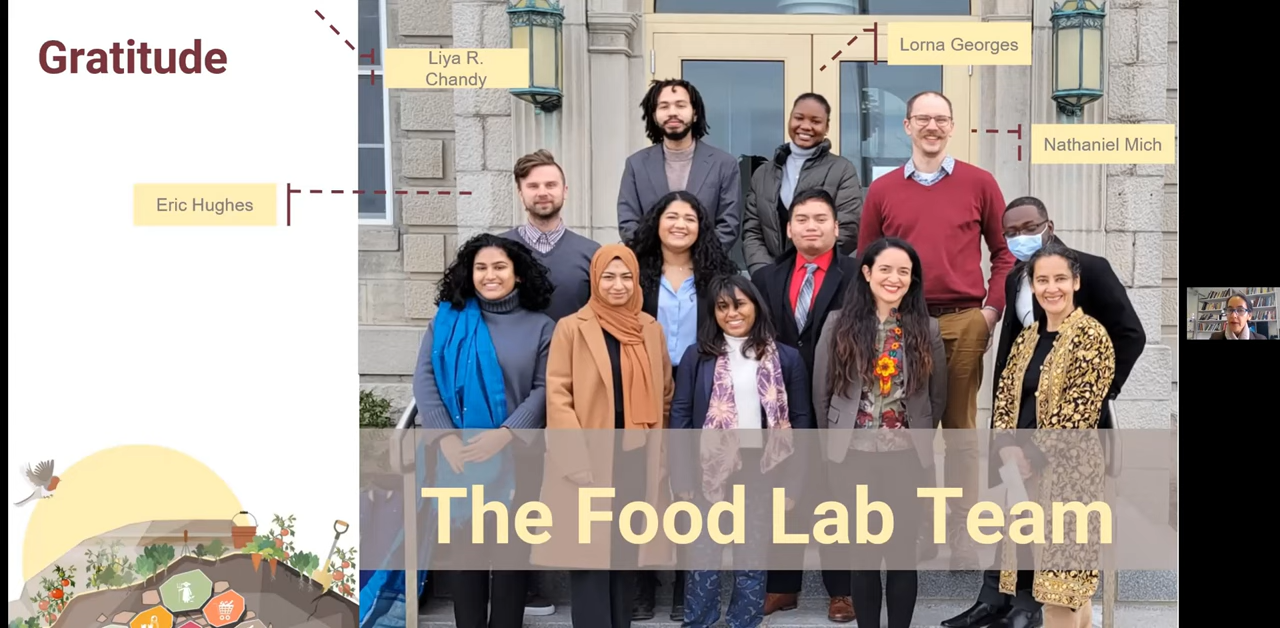 Gratitude
Liya R.
Chandy
Lorna Georges
Nathaniel Mich
Eric Hughes
The Food Lab Team